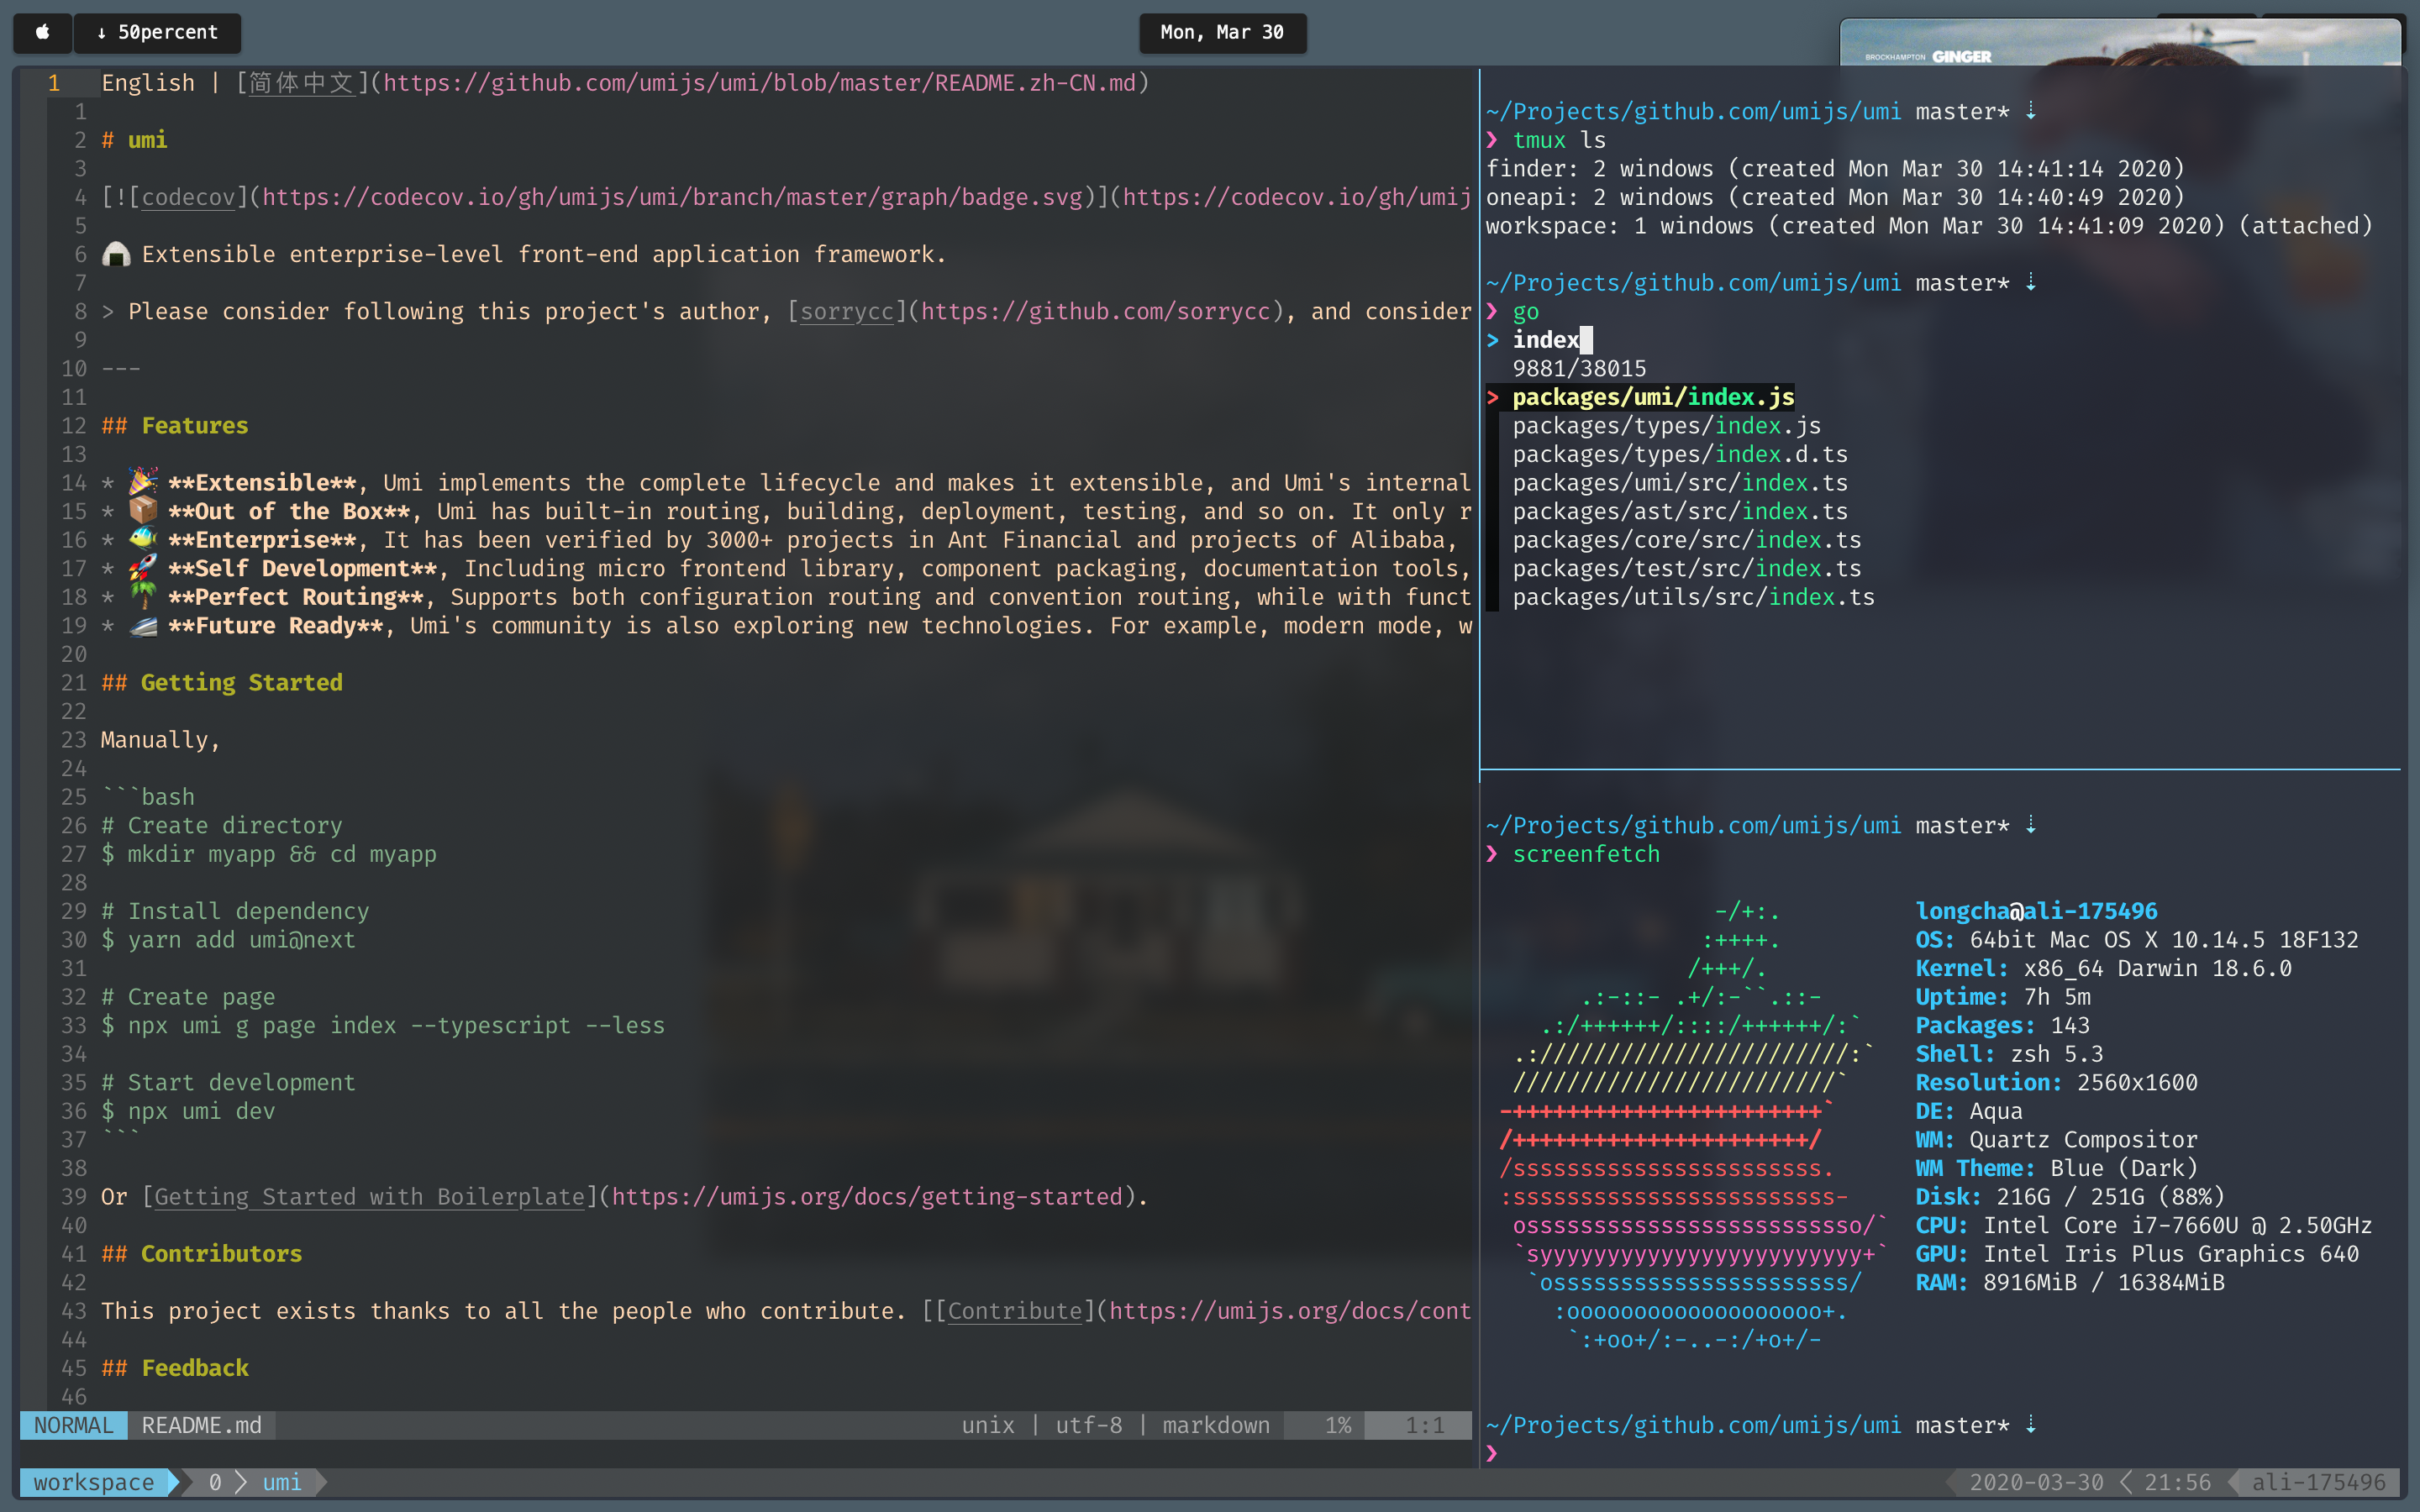 ↓ 50percent
Mon, Mar 30
BROCKHAMPTON GINGER
1 English | [简体中文](https://github.com/umijs/umi/blob/master/README.zh-CN.md)
1
2 # umi
3
4 [![codecov](https://codecov.io/gh/umijs/umi/branch/master/graph/badge.svg)](https://codecov.io/gh/umij
5
6 🍙 Extensible enterprise-level front-end application framework.
7
8 > Please consider following this project's author, [sorrycc](https://github.com/sorrycc), and consider
9
10 ---
11
12 ## Features
13
14 * 🎉 **Extensible**, Umi implements the complete lifecycle and makes it extensible, and Umi's internal
15 * 📦 **Out of the Box**, Umi has built-in routing, building, deployment, testing, and so on. It only r
16 * 🐠 **Enterprise**, It has been verified by 3000+ projects in Ant Financial and projects of Alibaba,
17 * 🚀 **Self Development**, Including micro frontend library, component packaging, documentation tools,
18 * 🌴 **Perfect Routing**, Supports both configuration routing and convention routing, while with funct
19 * 🚄 **Future Ready**, Umi's community is also exploring new technologies. For example, modern mode, w
20
21 ## Getting Started
22
23 Manually,
24
25 ```bash
26 # Create directory
27 $ mkdir myapp && cd myapp
28
29 # Install dependency
30 $ yarn add umi@next
31
32 # Create page
33 $ npx umi g page index --typescript --less
34
35 # Start development
36 $ npx umi dev
37 ```
38
39 Or [Getting Started with Boilerplate](https://umijs.org/docs/getting-started).
40
41 ## Contributors
42
43 This project exists thanks to all the people who contribute. [[Contribute](https://umijs.org/docs/cont
44
45 ## Feedback
46
NORMAL README.md unix | utf-8 | markdown 1% 1:1
~/Projects/github.com/umijs/umi master* ⇣
❯ tmux ls
finder: 2 windows (created Mon Mar 30 14:41:14 2020)
oneapi: 2 windows (created Mon Mar 30 14:40:49 2020)
workspace: 1 windows (created Mon Mar 30 14:41:09 2020) (attached)
~/Projects/github.com/umijs/umi master* ⇣
❯ go
> index
9881/38015
> packages/umi/index.js
packages/types/index.js
packages/types/index.d.ts
packages/umi/src/index.ts
packages/ast/src/index.ts
packages/core/src/index.ts
packages/test/src/index.ts
packages/utils/src/index.ts
~/Projects/github.com/umijs/umi master* ⇣
❯ screenfetch
-/+:. longcha@ali-175496
:++++. OS: 64bit Mac OS X 10.14.5 18F132
/+++/. Kernel: x86_64 Darwin 18.6.0
.:-::- .+/:-``.::- Uptime: 7h 5m
.:/++++++/::::/++++++/:` Packages: 143
.:///////////////////////:` Shell: zsh 5.3
////////////////////////` Resolution: 2560x1600
-+++++++++++++++++++++++` DE: Aqua
/++++++++++++++++++++++/ WM: Quartz Compositor
/sssssssssssssssssssssss. WM Theme: Blue (Dark)
:ssssssssssssssssssssssss- Disk: 216G / 251G (88%)
osssssssssssssssssssssssso/` CPU: Intel Core i7-7660U @ 2.50GHz
`syyyyyyyyyyyyyyyyyyyyyyyy+` GPU: Intel Iris Plus Graphics 640
`ossssssssssssssssssssss/ RAM: 8916MiB / 16384MiB
:ooooooooooooooooooo+.
`:+oo+/:-..-:/+o+/-
~/Projects/github.com/umijs/umi master* ⇣
❯
workspace 0 umi 2020-03-30 21:56 ali-175496